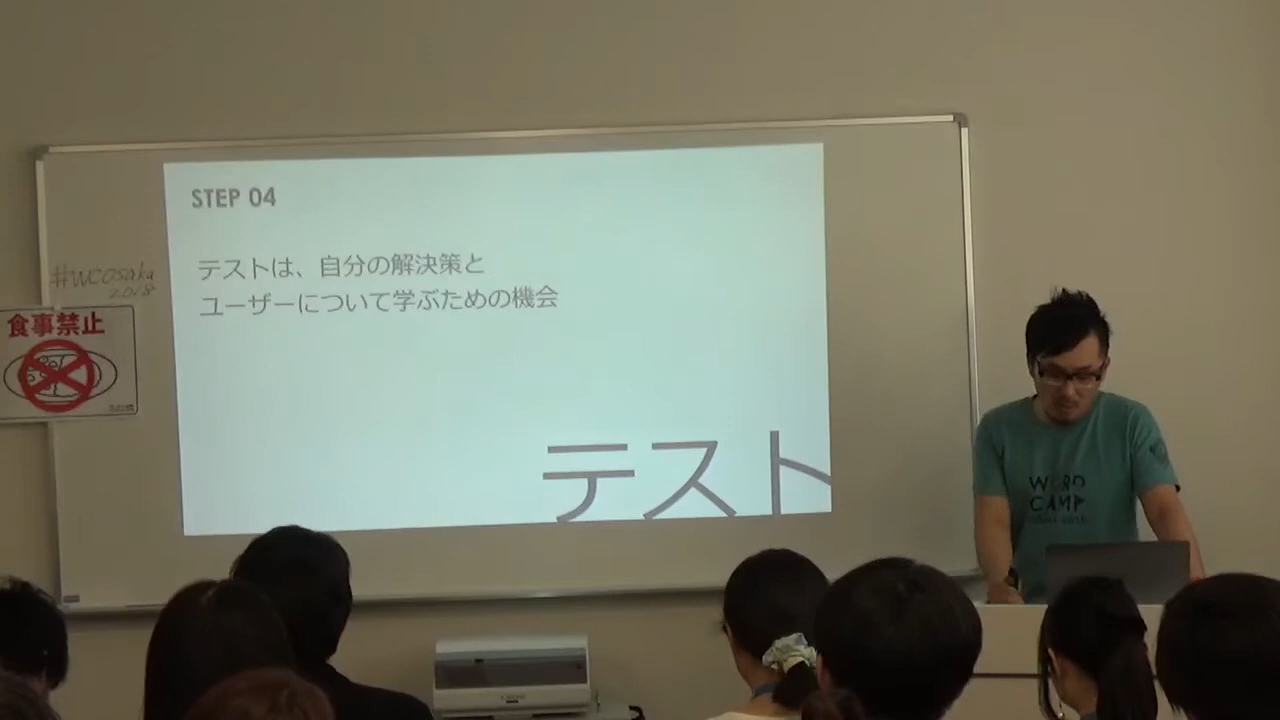 STEP 04
テストは、自分の解決策と
ユーザーについて学ぶための機会
テスト
#wcosaka
2018
食事禁止
WORD
CAMP